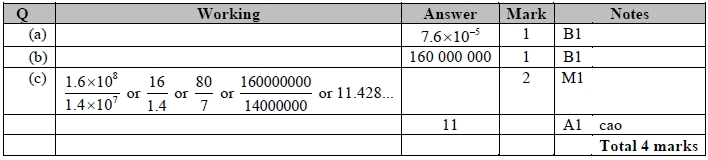 Q Working Answer Mark Notes
(a) 7.6×10⁻⁵ 1 B1
(b) 160 000 000 1 B1
(c) 1.6×10⁸/1.4×10⁷ or 16/1.4 or 80/7 or 160000000/14000000 or 11.428... 2 M1
11 A1 cao
Total 4 marks